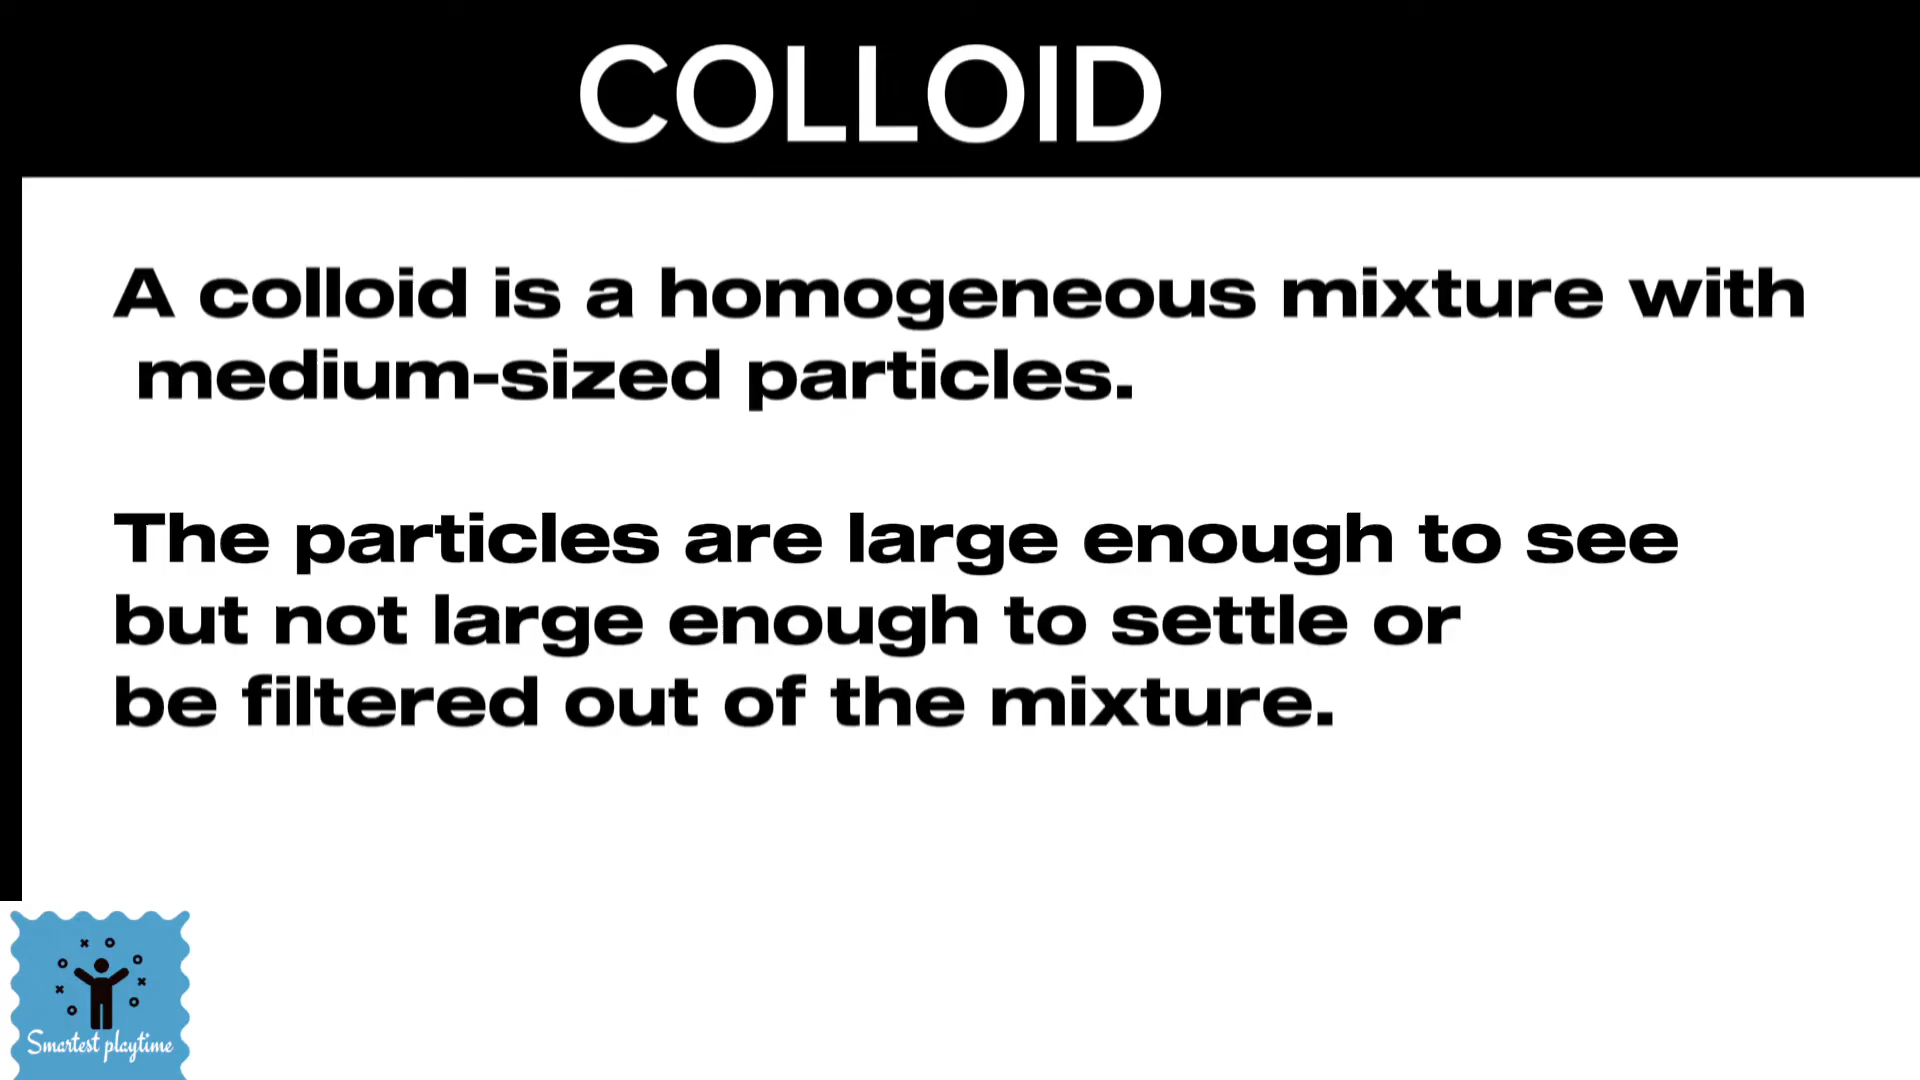 COLLOID
A colloid is a homogeneous mixture with
medium-sized particles.
The particles are large enough to see
but not large enough to settle or
be filtered out of the mixture.
Smartest playtime